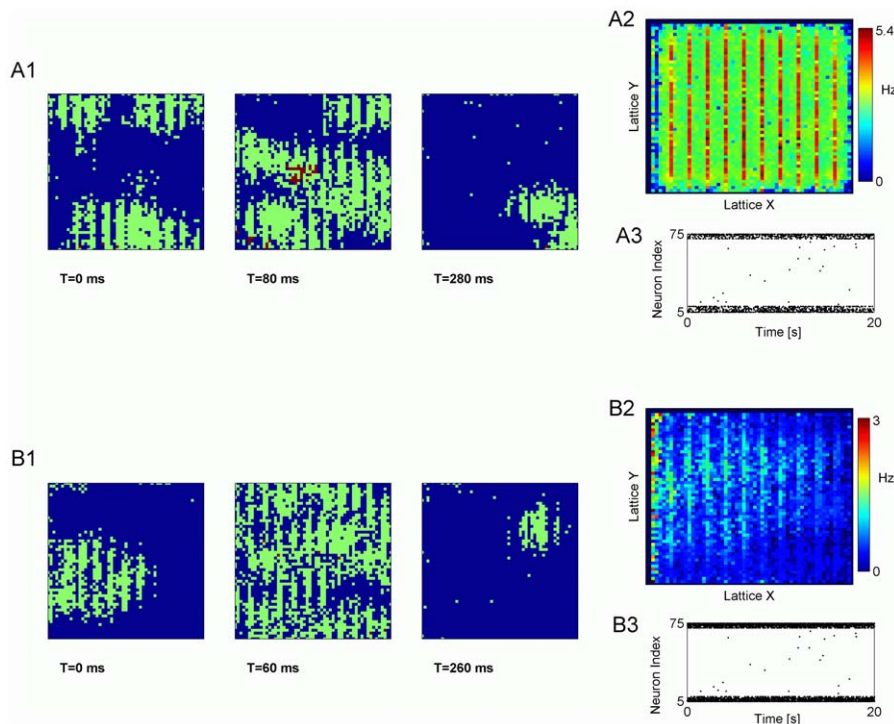 A1
T=0 ms
T=80 ms
T=280 ms
A2
Lattice Y
Lattice X
5.4
Hz
0
A3
Neuron Index
75
5
0
20
Time [s]
B1
T=0 ms
T=60 ms
T=260 ms
B2
Lattice Y
Lattice X
3
Hz
0
B3
Neuron Index
75
5
0
20
Time [s]